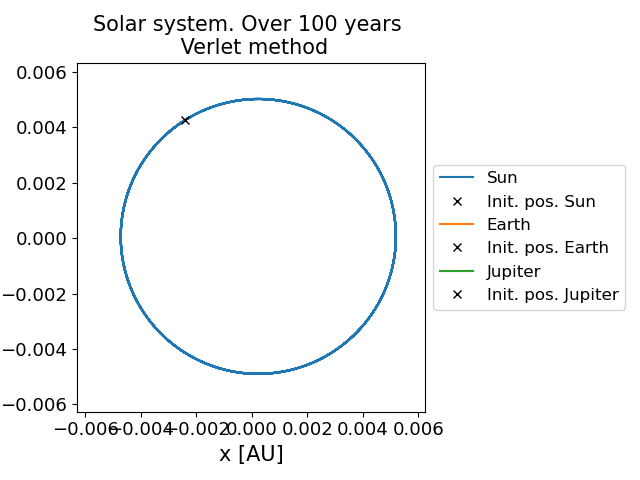 Solar system. Over 100 years
Verlet method
0.006
0.004
0.002
0.000
−0.002
−0.004
−0.006
−0.006 −0.004 −0.002 0.000 0.002 0.004 0.006
x [AU]
Sun
Init. pos. Sun
Earth
Init. pos. Earth
Jupiter
Init. pos. Jupiter